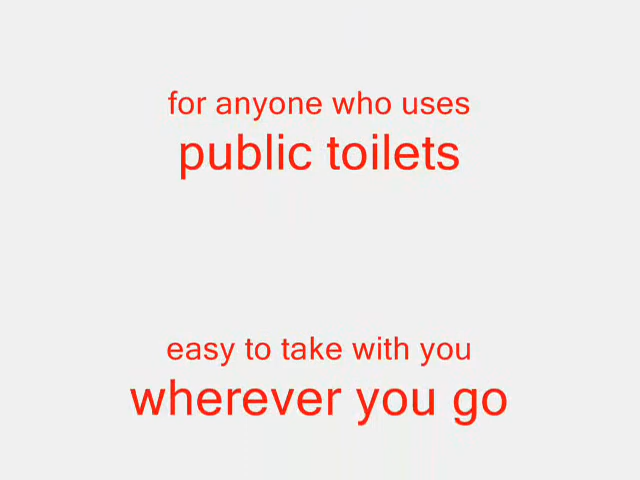 for anyone who uses
public toilets
easy to take with you
wherever you go